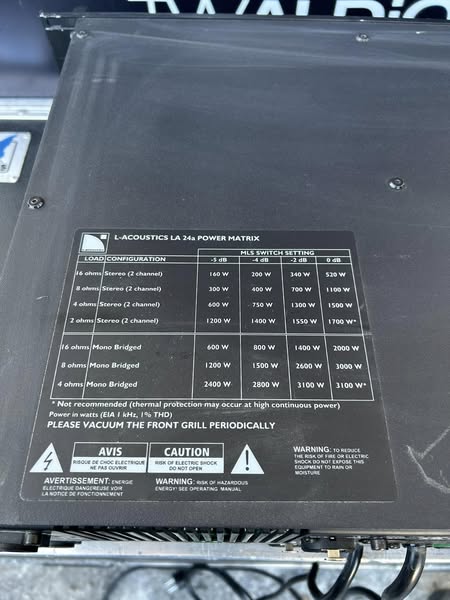 L-ACOUSTICS LA 24a POWER MATRIX
MLS SWITCH SETTING
LOAD CONFIGURATION -5 dB -4 dB -2 dB 0 dB
16 ohms Stereo (2 channel) 160 W 200 W 340 W 520 W
8 ohms Stereo (2 channel) 300 W 400 W 700 W 1100 W
4 ohms Stereo (2 channel) 600 W 750 W 1300 W 1500 W
2 ohms Stereo (2 channel) 1200 W 1400 W 1550 W 1700 W*
16 ohms Mono Bridged 600 W 800 W 1400 W 2000 W
8 ohms Mono Bridged 1200 W 1500 W 2600 W 3000 W
4 ohms Mono Bridged 2400 W 2800 W 3100 W 3100 W*
* Not recommended (thermal protection may occur at high continuous power)
Power in watts (EIA 1 kHz, 1% THD)
PLEASE VACUUM THE FRONT GRILL PERIODICALLY
AVIS
RISQUE DE CHOC ELECTRIQUE
NE PAS OUVRIR
CAUTION
RISK OF ELECTRIC SHOCK
DO NOT OPEN
WARNING: TO REDUCE
THE RISK OF FIRE OR ELECTRIC
SHOCK DO NOT EXPOSE THIS
EQUIPMENT TO RAIN OR
MOISTURE
AVERTISSEMENT: ENERGIE
ELECTRIQUE DANGEREUSE VOIR
LA NOTICE DE FONCTIONNEMENT
WARNING: RISK OF HAZARDOUS
ENERGY! SEE OPERATING MANUAL